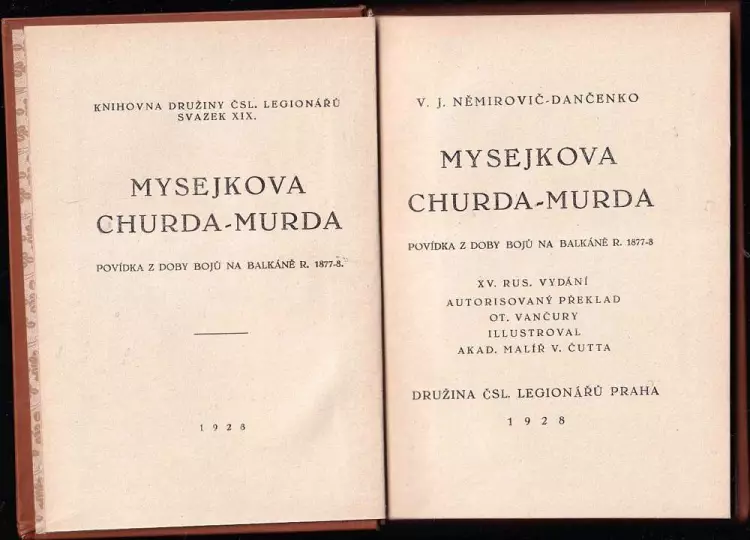 KNIHOVNA DRUŽINY ČSL. LEGIONÁŘŮ
SVAZEK XIX.
MYSEJKOVA
CHURDA-MURDA
POVÍDKA Z DOBY BOJŮ NA BALKÁNĚ R. 1877-8.
1928
V. J. NĚMIROVIČ-DANČENKO
MYSEJKOVA
CHURDA-MURDA
POVÍDKA Z DOBY BOJŮ NA BALKÁNĚ R. 1877-8
XV. RUS. VYDÁNÍ
AUTORISOVANÝ PŘEKLAD
OT. VANČURY
ILLUSTROVAL
AKAD. MALÍŘ V. ČUTTA
DRUŽINA ČSL. LEGIONÁŘŮ PRAHA
1928